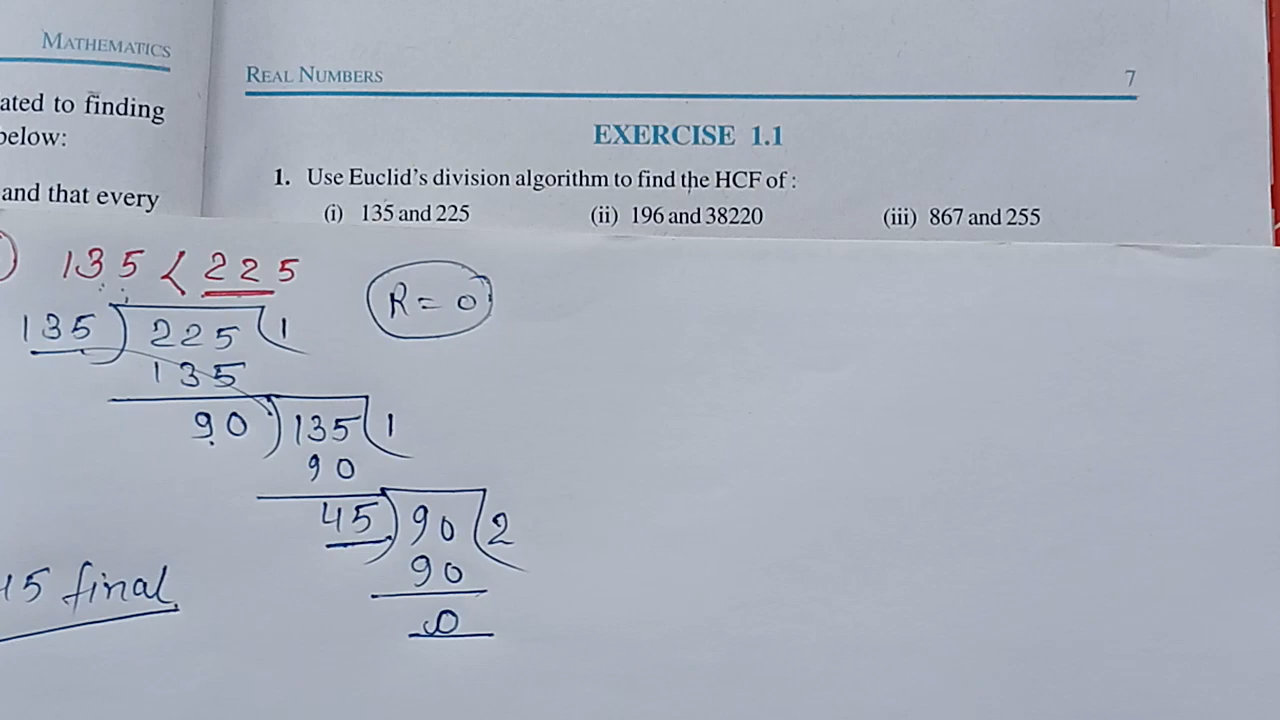 MATHEMATICS
ated to finding
below:
and that every
REAL NUMBERS 7
EXERCISE 1.1
1. Use Euclid's division algorithm to find the HCF of :
(i) 135 and 225 (ii) 196 and 38220 (iii) 867 and 255
135 < 225
R = 0
135 ) 225 ( 1
135
90 ) 135 ( 1
90
45 ) 90 ( 2
90
0
45 final